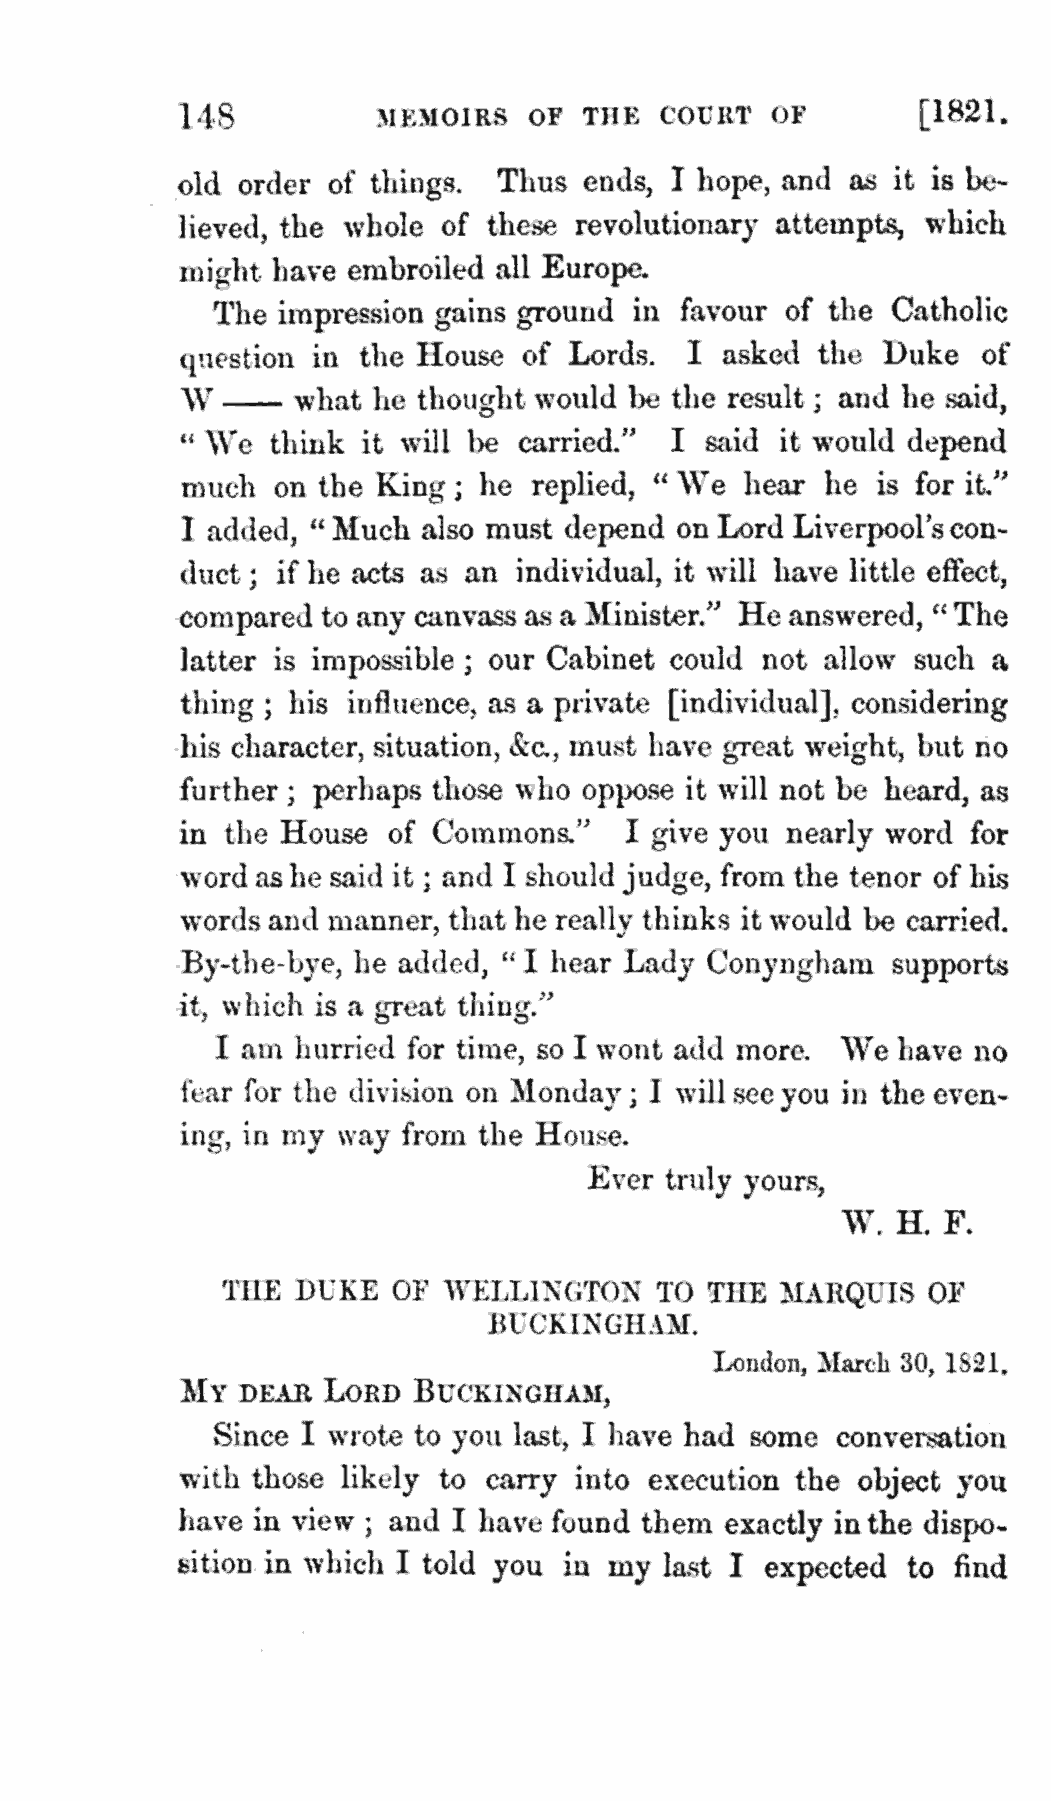 148 MEMOIRS OF THE COURT OF [1821.
old order of things. Thus ends, I hope, and as it is be-
lieved, the whole of these revolutionary attempts, which
might have embroiled all Europe.
The impression gains ground in favour of the Catholic
question in the House of Lords. I asked the Duke of
W —— what he thought would be the result ; and he said,
“ We think it will be carried.” I said it would depend
much on the King ; he replied, “ We hear he is for it.”
I added, “ Much also must depend on Lord Liverpool’s con-
duct ; if he acts as an individual, it will have little effect,
compared to any canvass as a Minister.” He answered, “ The
latter is impossible ; our Cabinet could not allow such a
thing ; his influence, as a private [individual], considering
his character, situation, &c., must have great weight, but no
further ; perhaps those who oppose it will not be heard, as
in the House of Commons.” I give you nearly word for
word as he said it ; and I should judge, from the tenor of his
words and manner, that he really thinks it would be carried.
By-the-bye, he added, “ I hear Lady Conyngham supports
it, which is a great thing.”
I am hurried for time, so I wont add more. We have no
fear for the division on Monday ; I will see you in the even-
ing, in my way from the House.
Ever truly yours,
W. H. F.
THE DUKE OF WELLINGTON TO THE MARQUIS OF
BUCKINGHAM.
London, March 30, 1821.
MY DEAR LORD BUCKINGHAM,
Since I wrote to you last, I have had some conversation
with those likely to carry into execution the object you
have in view ; and I have found them exactly in the dispo-
sition in which I told you in my last I expected to find